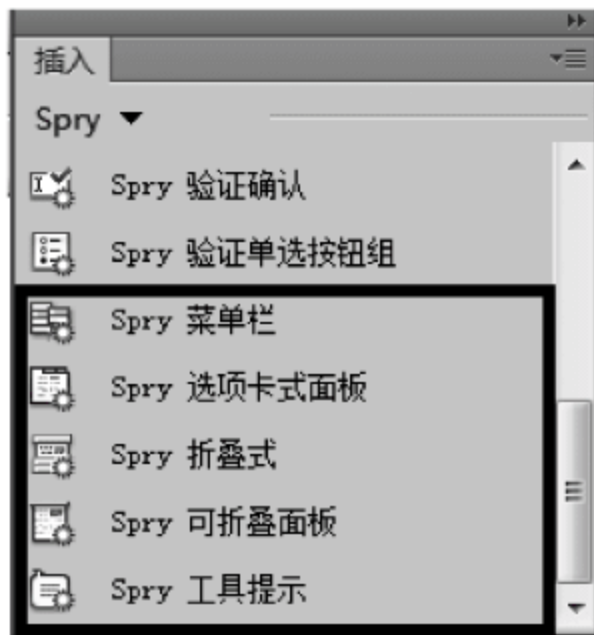 插入
Spry
Spry 验证确认
Spry 验证单选按钮组
Spry 菜单栏
Spry 选项卡式面板
Spry 折叠式
Spry 可折叠面板
Spry 工具提示